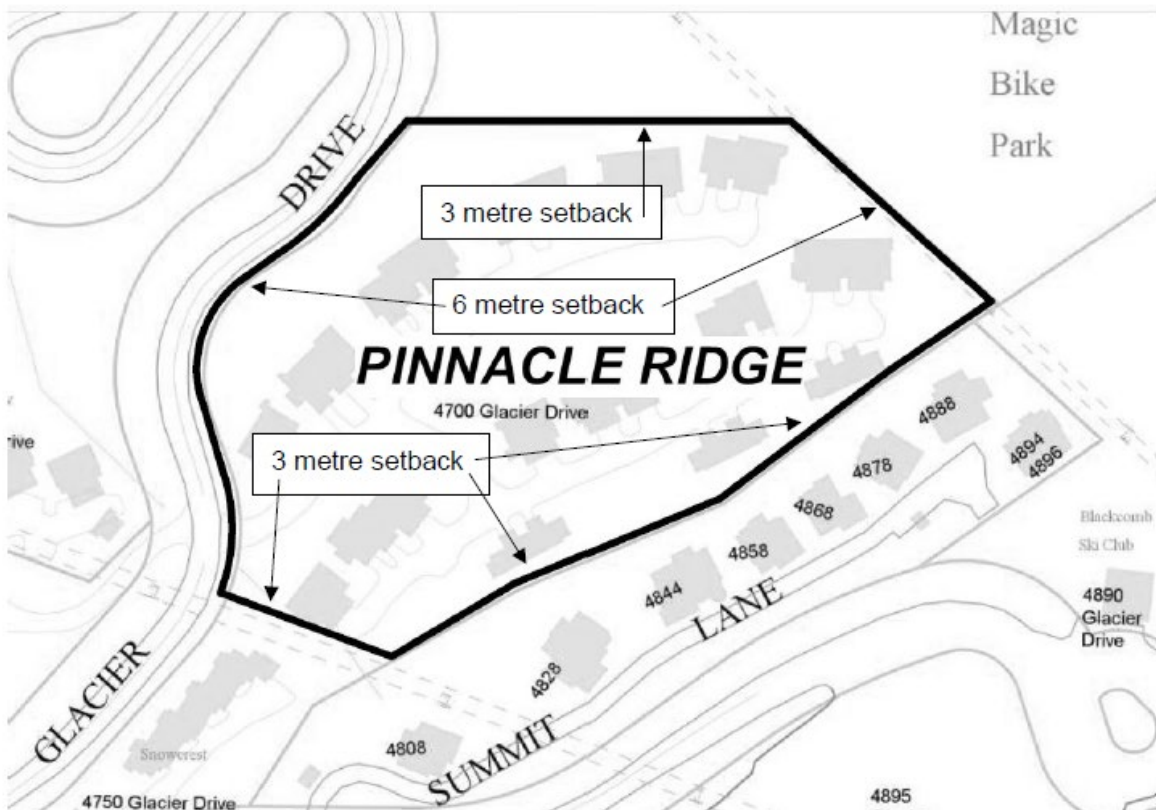 Magic
Bike
Park
DRIVE
3 metre setback
6 metre setback
PINNACLE RIDGE
4700 Glacier Drive
3 metre setback
rive
4888
4894
4896
4878
4868
4858
4844
LANE
Blackcomb
Ski Club
4890
Glacier
Drive
4828
GLACIER
Snowcrest
4808
SUMMIT
4750 Glacier Drive
4895